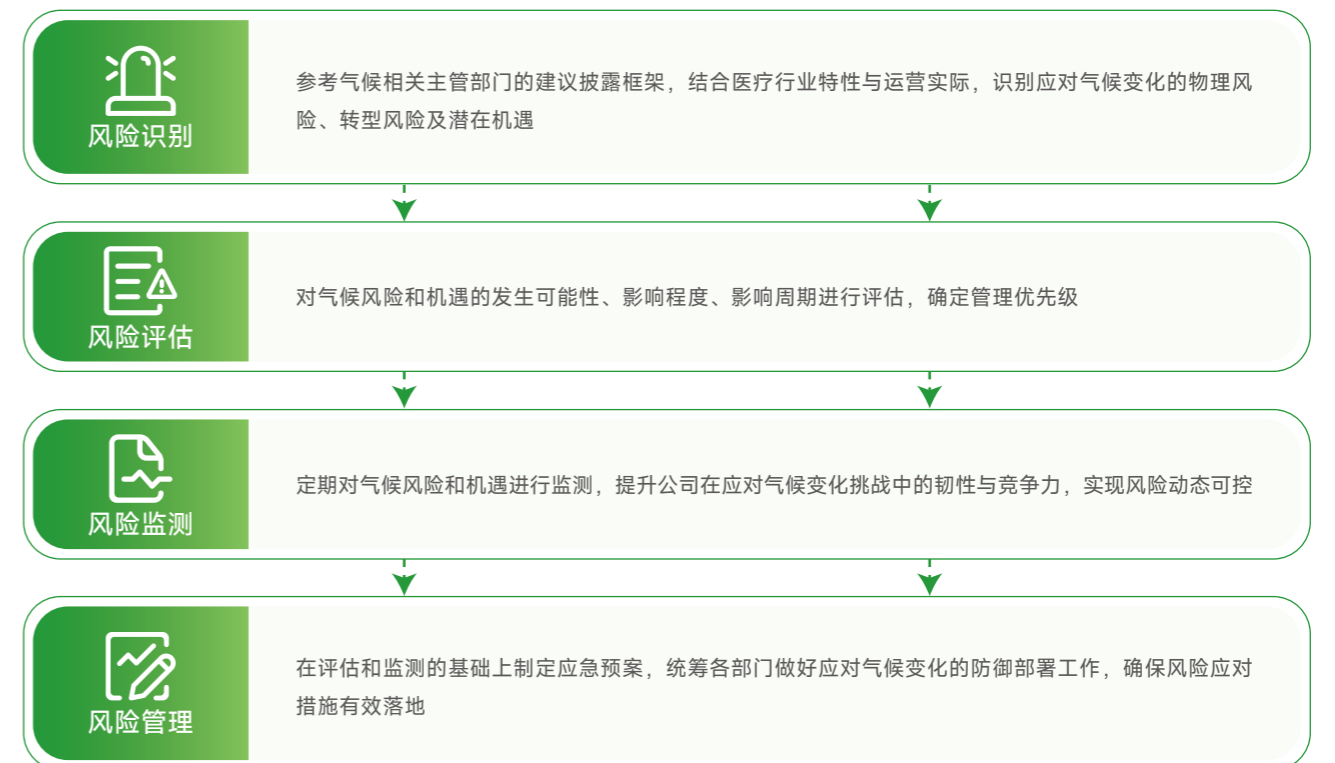 风险识别
参考气候相关主管部门的建议披露框架，结合医疗行业特性与运营实际，识别应对气候变化的物理风
险、转型风险及潜在机遇
风险评估
对气候风险和机遇的发生可能性、影响程度、影响周期进行评估，确定管理优先级
风险监测
定期对气候风险和机遇进行监测，提升公司在应对气候变化挑战中的韧性与竞争力，实现风险动态可控
风险管理
在评估和监测的基础上制定应急预案，统筹各部门做好应对气候变化的防御部署工作，确保风险应对
措施有效落地